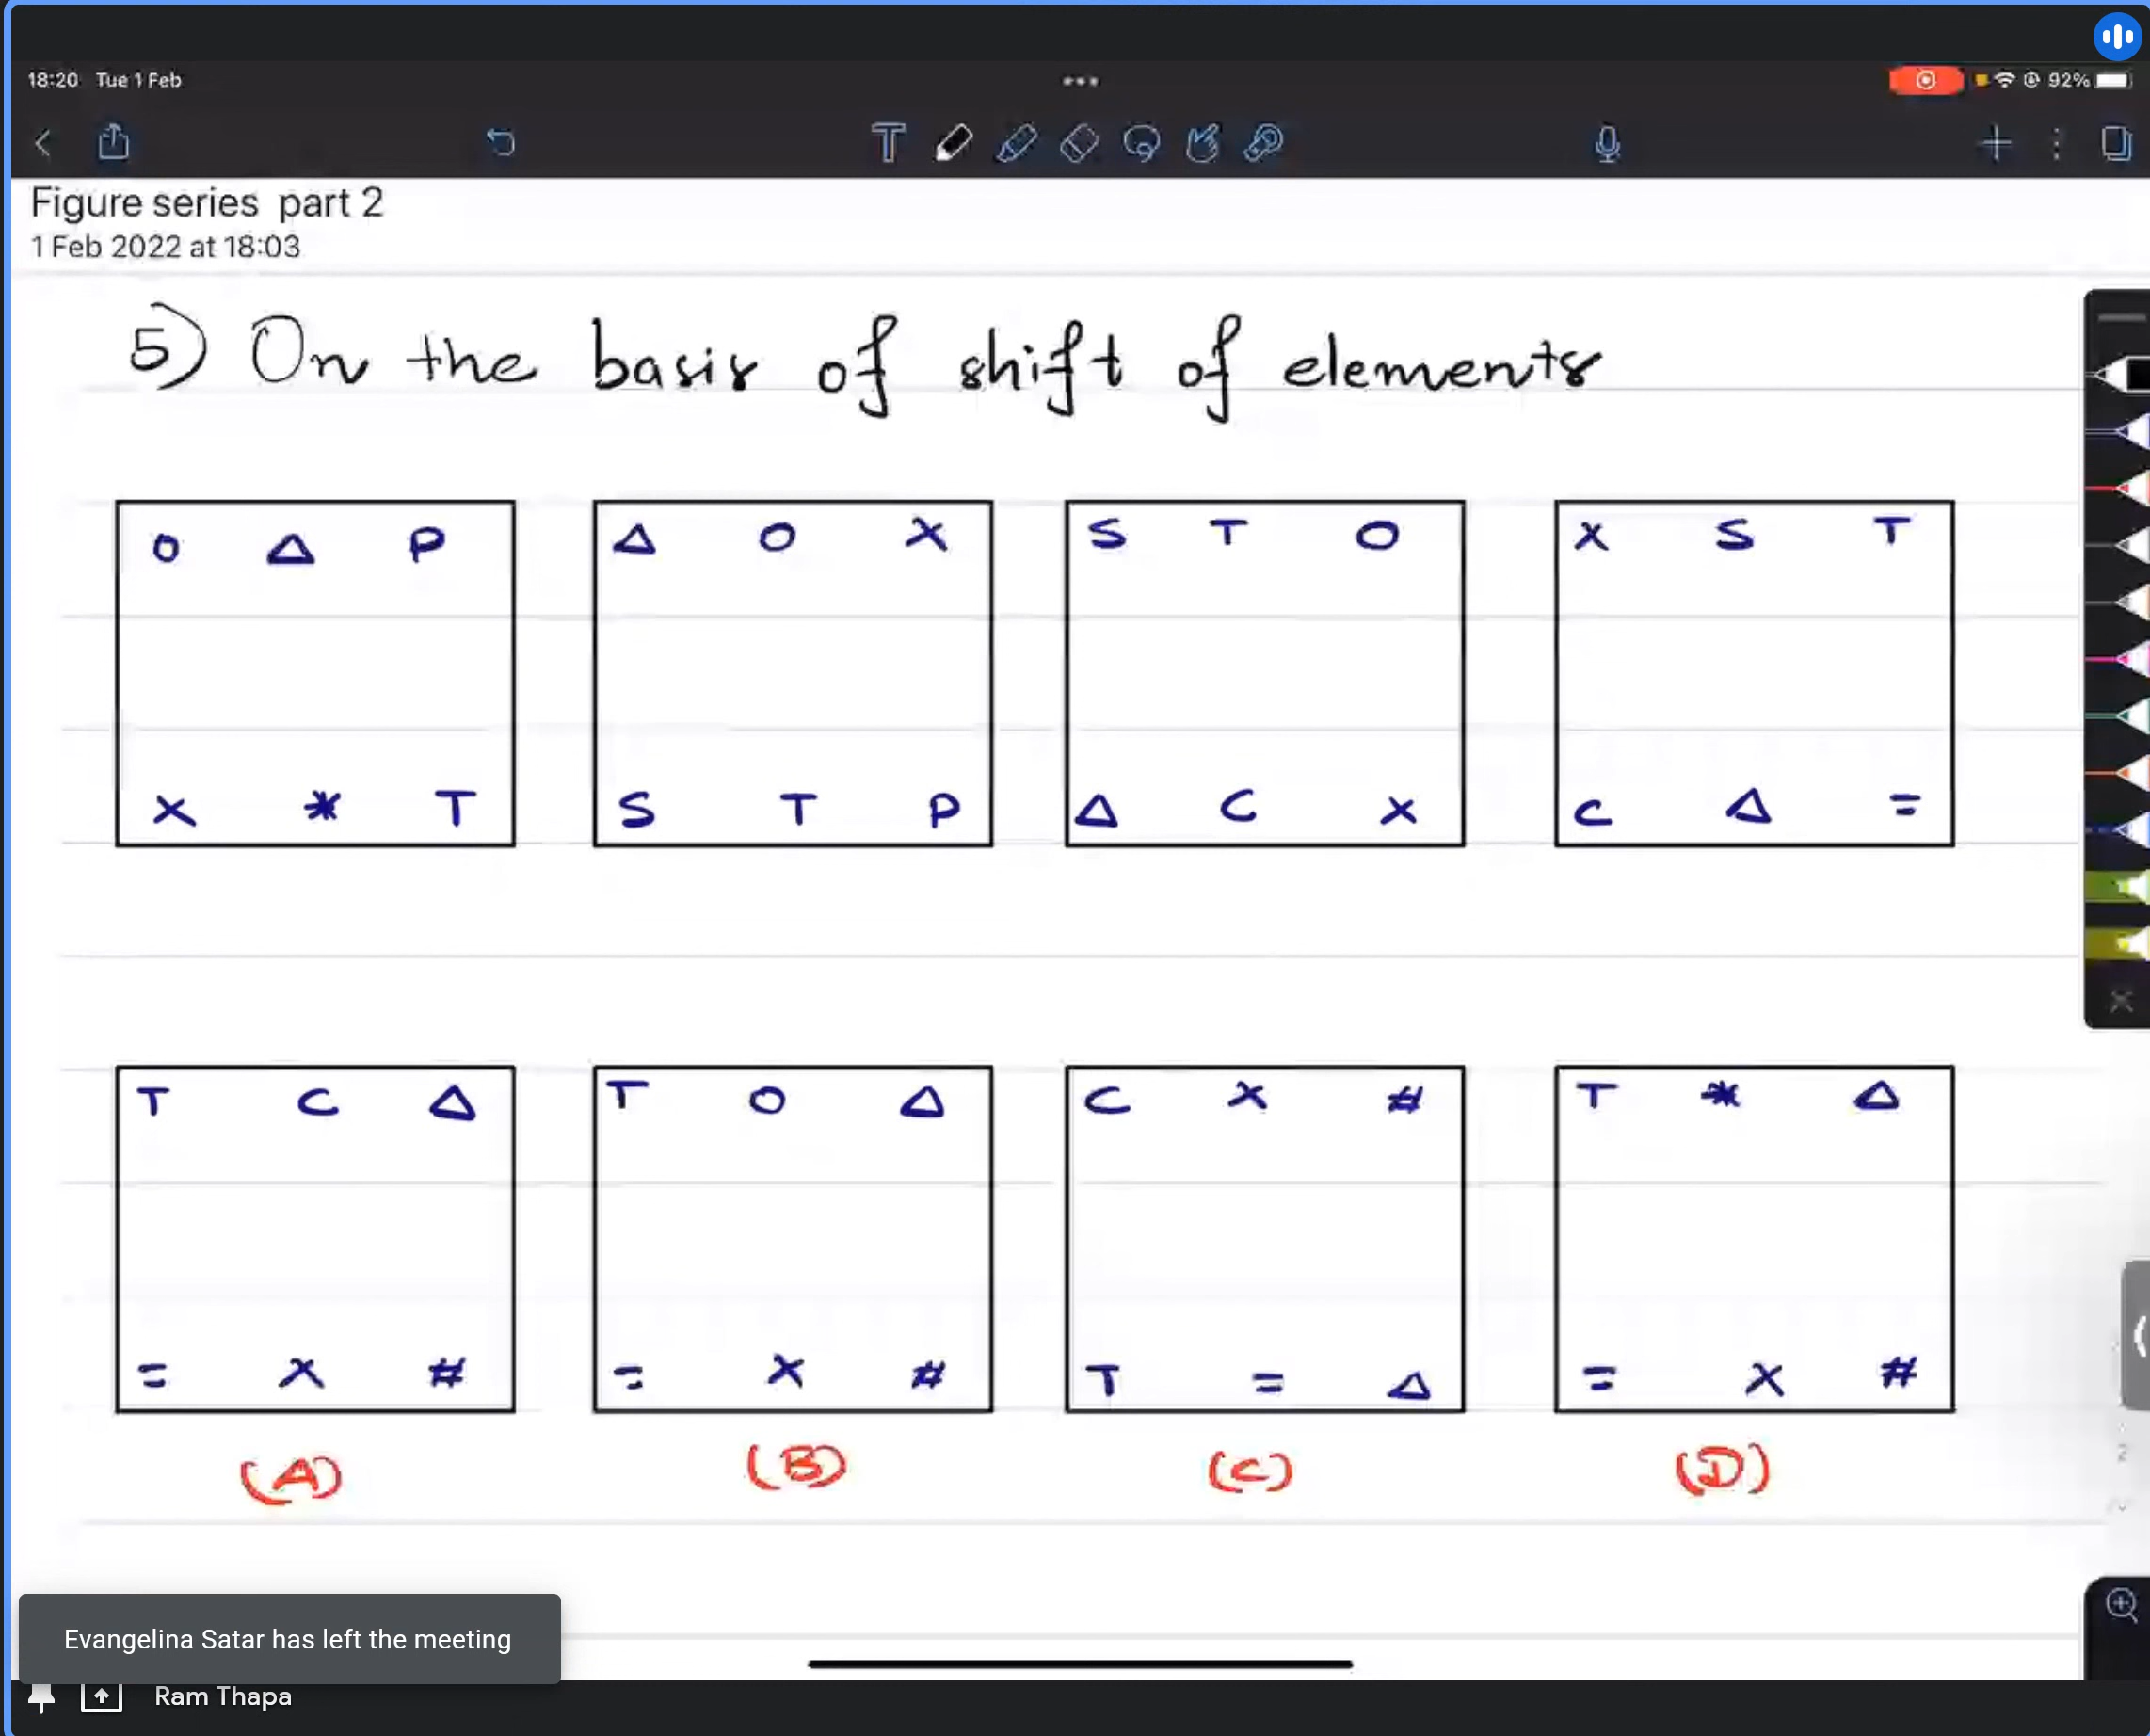 18:20 Tue 1 Feb
92%
Figure series part 2
1 Feb 2022 at 18:03
5) On the basis of shift of elements
O Δ P
X * T
Δ O X
S T P
S T O
Δ C X
X S T
C Δ =
T C Δ
= X #
(A)
T O Δ
= X #
(B)
C X #
T = Δ
(C)
T * Δ
= X #
(D)
Evangelina Satar has left the meeting
Ram Thapa